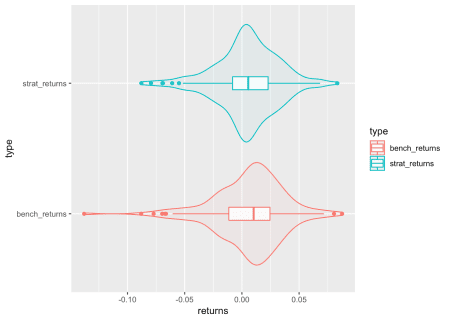 strat_returns
bench_returns
type
-0.10
-0.05
0.00
0.05
returns
type
bench_returns
strat_returns